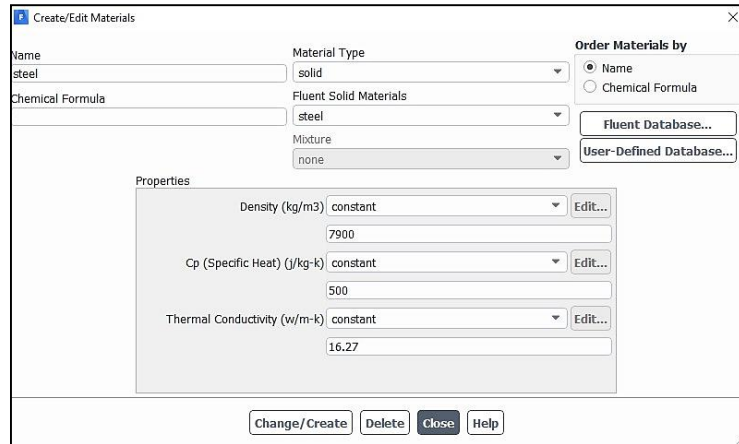 Create/Edit Materials
Name
steel
Chemical Formula
Material Type
solid
Fluent Solid Materials
steel
Mixture
none
Order Materials by
Name
Chemical Formula
Fluent Database...
User-Defined Database...
Properties
Density (kg/m3) constant Edit...
7900
Cp (Specific Heat) (j/kg-k) constant Edit...
500
Thermal Conductivity (w/m-k) constant Edit...
16.27
Change/Create Delete Close Help